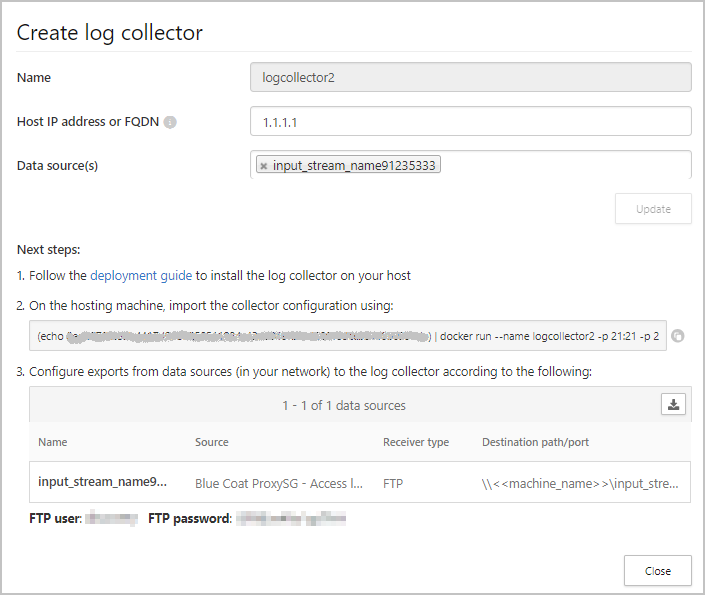 Create log collector
Name
logcollector2
Host IP address or FQDN
1.1.1.1
Data source(s)
input_stream_name91235333
Update
Next steps:
1. Follow the deployment guide to install the log collector on your host
2. On the hosting machine, import the collector configuration using:
(echo ) | docker run --name logcollector2 -p 21:21 -p 2
3. Configure exports from data sources (in your network) to the log collector according to the following:
1 - 1 of 1 data sources
Name Source Receiver type Destination path/port
input_stream_name9... Blue Coat ProxySG - Access l... FTP \\<<machine_name>>\input_stre...
FTP user: FTP password:
Close